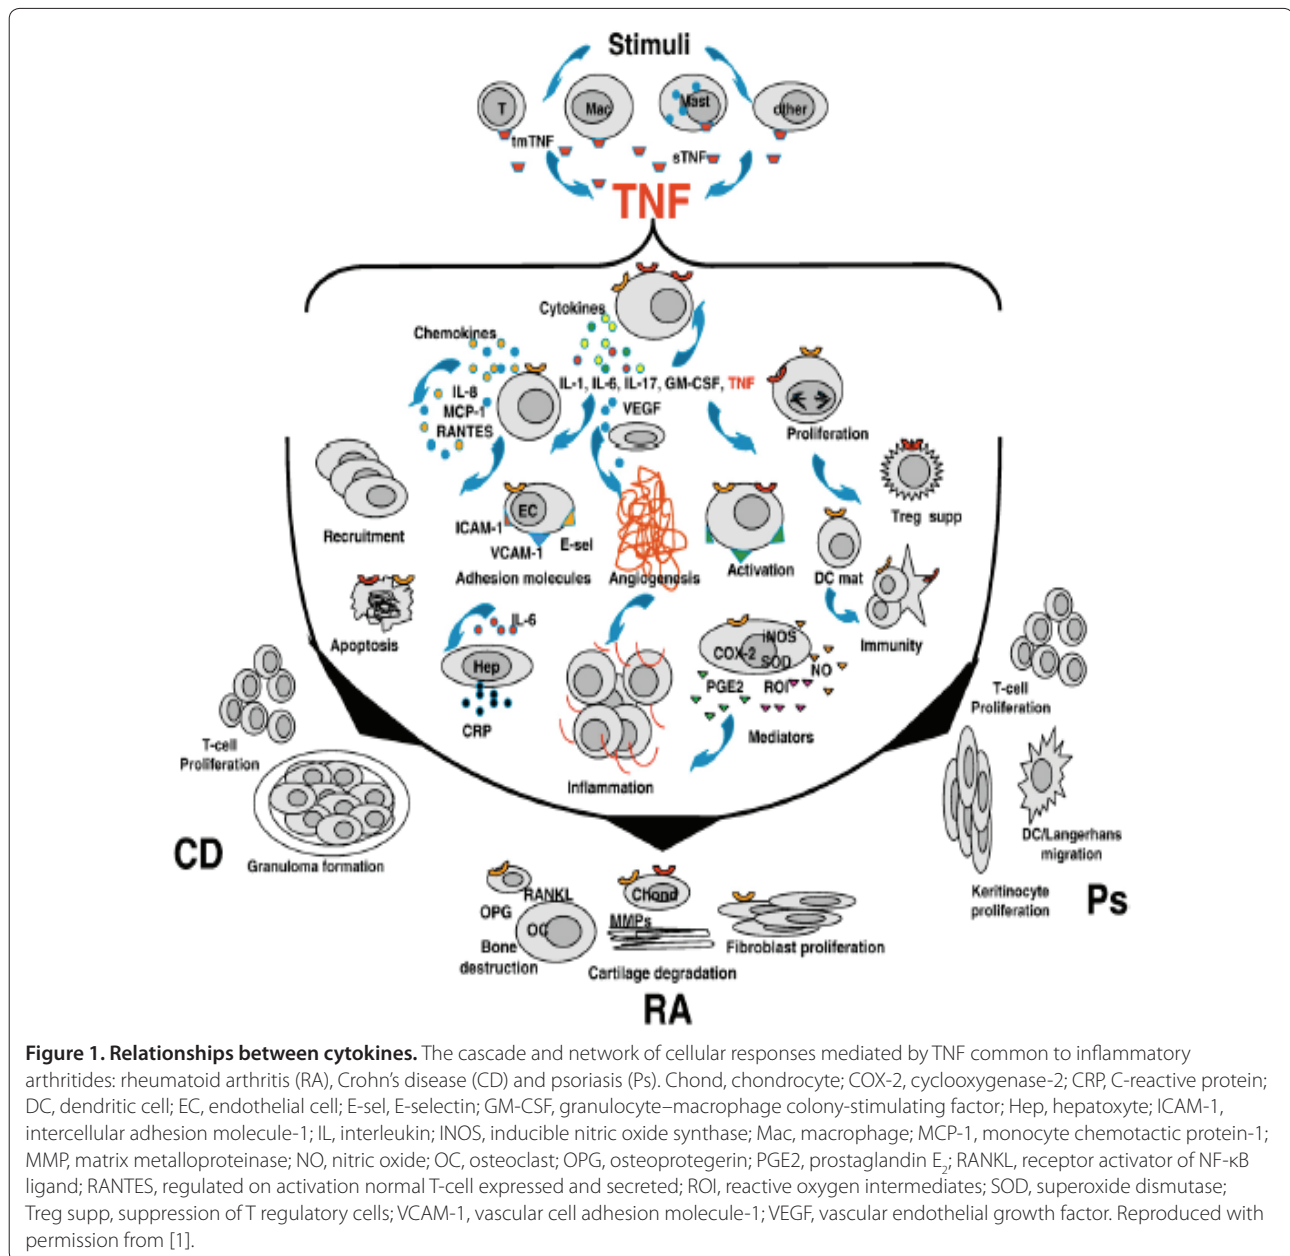 Stimuli
T
Mac
Mast
other
tmTNF
sTNF
TNF
Cytokines
Chemokines
IL-1, IL-6, IL-17, GM-CSF, TNF
IL-8
MCP-1
RANTES
VEGF
Proliferation
Recruitment
EC
ICAM-1
VCAM-1
E-sel
Adhesion molecules
Angiogenesis
Activation
Treg supp
DC mat
Apoptosis
IL-6
Hep
CRP
Inflammation
COX-2
iNOS
SOD
NO
PGE2
ROI
Mediators
Immunity
T-cell
Proliferation
Granuloma formation
CD
T-cell
Proliferation
DC/Langerhans
migration
Keritinocyte
proliferation
Ps
RANKL
OPG
OC
Bone
destruction
Chond
MMPs
Cartilage degradation
Fibroblast proliferation
RA
Figure 1. Relationships between cytokines. The cascade and network of cellular responses mediated by TNF common to inflammatory
arthritides: rheumatoid arthritis (RA), Crohn's disease (CD) and psoriasis (Ps). Chond, chondrocyte; COX-2, cyclooxygenase-2; CRP, C-reactive protein;
DC, dendritic cell; EC, endothelial cell; E-sel, E-selectin; GM-CSF, granulocyte–macrophage colony-stimulating factor; Hep, hepatoxyte; ICAM-1,
intercellular adhesion molecule-1; IL, interleukin; INOS, inducible nitric oxide synthase; Mac, macrophage; MCP-1, monocyte chemotactic protein-1;
MMP, matrix metalloproteinase; NO, nitric oxide; OC, osteoclast; OPG, osteoprotegerin; PGE2, prostaglandin E₂; RANKL, receptor activator of NF-κB
ligand; RANTES, regulated on activation normal T-cell expressed and secreted; ROI, reactive oxygen intermediates; SOD, superoxide dismutase;
Treg supp, suppression of T regulatory cells; VCAM-1, vascular cell adhesion molecule-1; VEGF, vascular endothelial growth factor. Reproduced with
permission from [1].